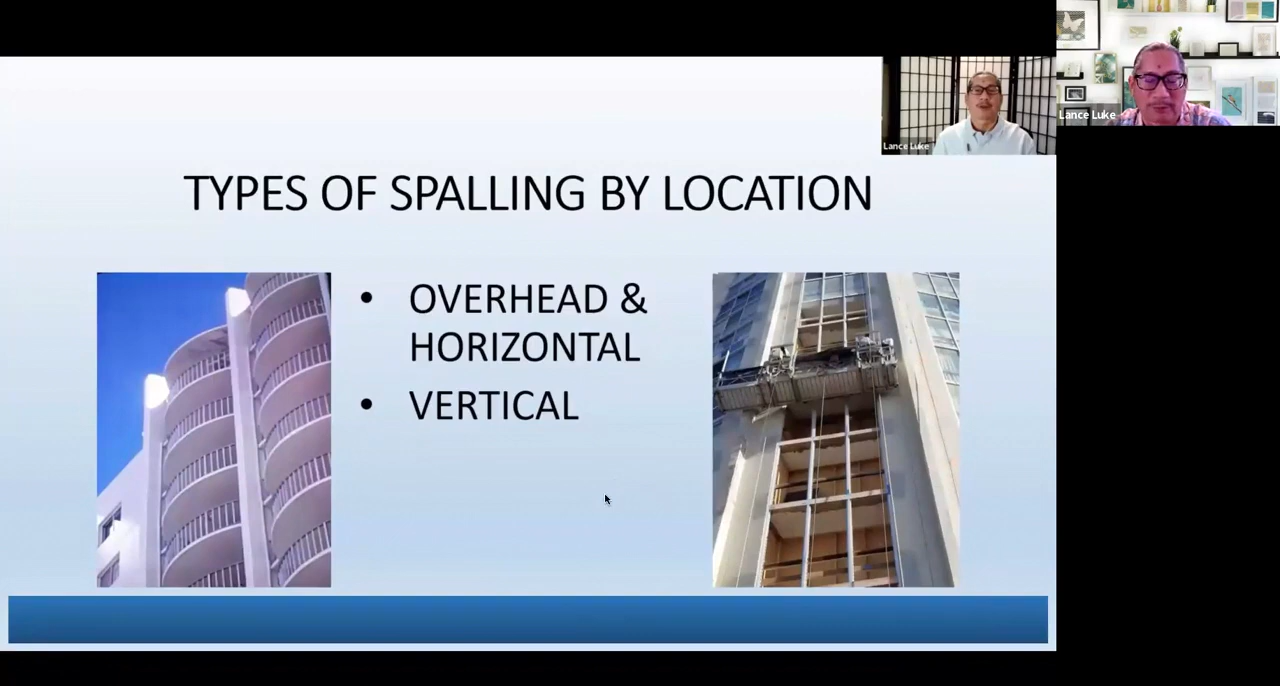 Lance Luke
Lance Luke
TYPES OF SPALLING BY LOCATION
• OVERHEAD &
HORIZONTAL
• VERTICAL